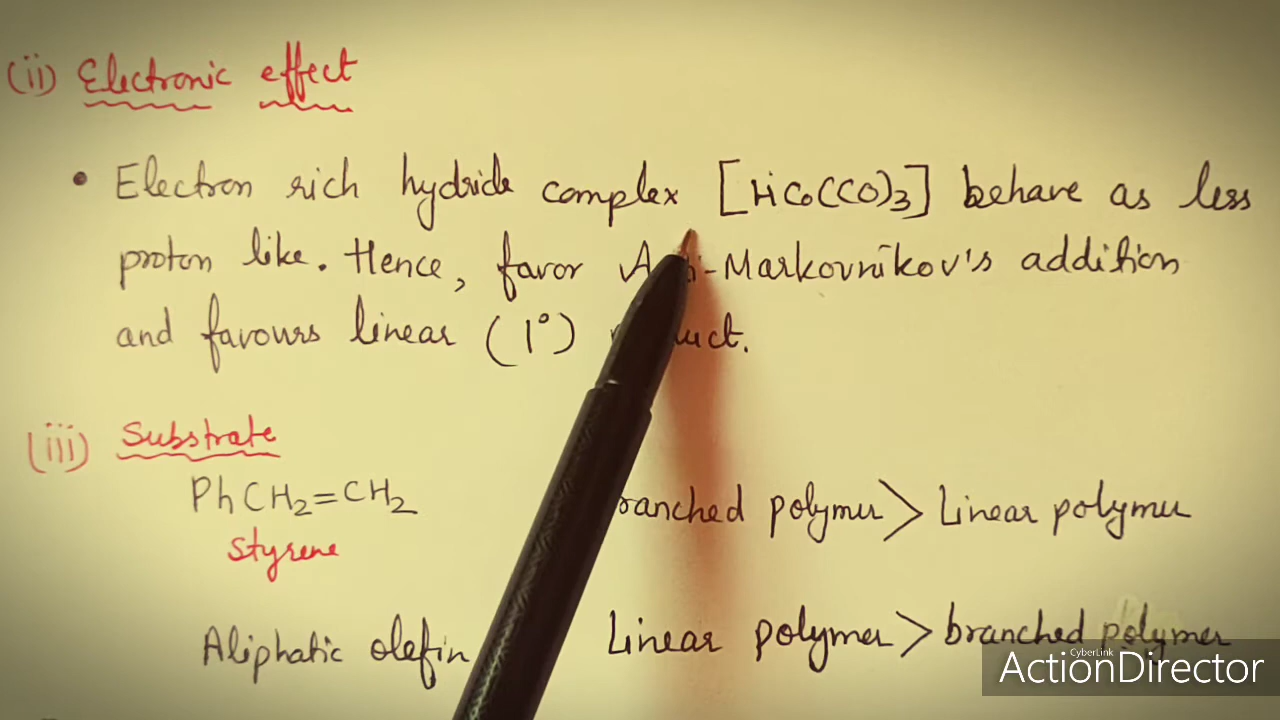 (ii) Electronic effect
• Electron rich hydride complex [HCo(CO)3] behave as less
proton like. Hence, favor -Markovnikov's addition
and favours linear (1°)
(iii) Substrate
PhCH2=CH2 branched polymer > Linear polymer
Styrene
Aliphatic olefin Linear polymer > branched polymer
CyberLink
ActionDirector